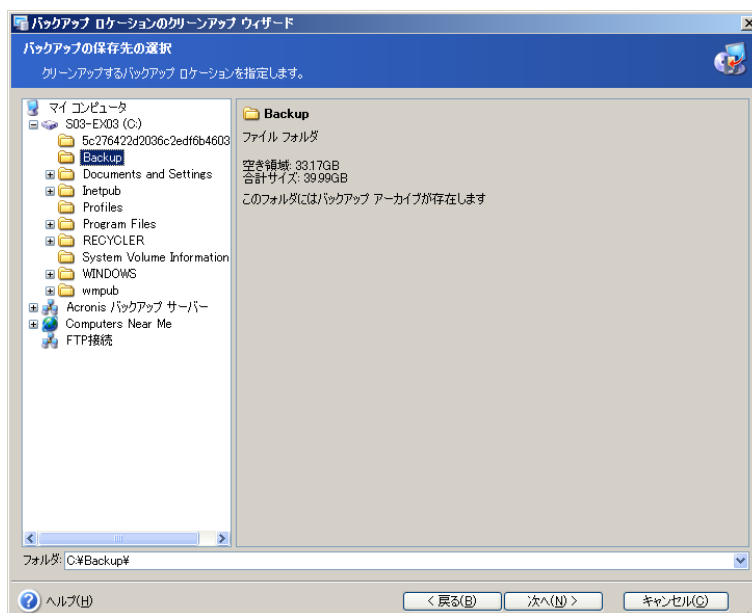 バックアップ ロケーションのクリーンアップ ウィザード
バックアップの保存先の選択
クリーンアップするバックアップ ロケーションを指定します。
マイ コンピュータ
S03-EX03 (C:)
5c276422d2036c2edf6b4603
Backup
Documents and Settings
Inetpub
Profiles
Program Files
RECYCLER
System Volume Information
WINDOWS
wmpub
Acronis バックアップ サーバー
Computers Near Me
FTP接続
Backup
ファイル フォルダ
空き領域: 33.17GB
合計サイズ: 39.99GB
このフォルダにはバックアップ アーカイブが存在します
フォルダ: C:¥Backup¥
ヘルプ(H)
< 戻る(B)
次へ(N) >
キャンセル(C)